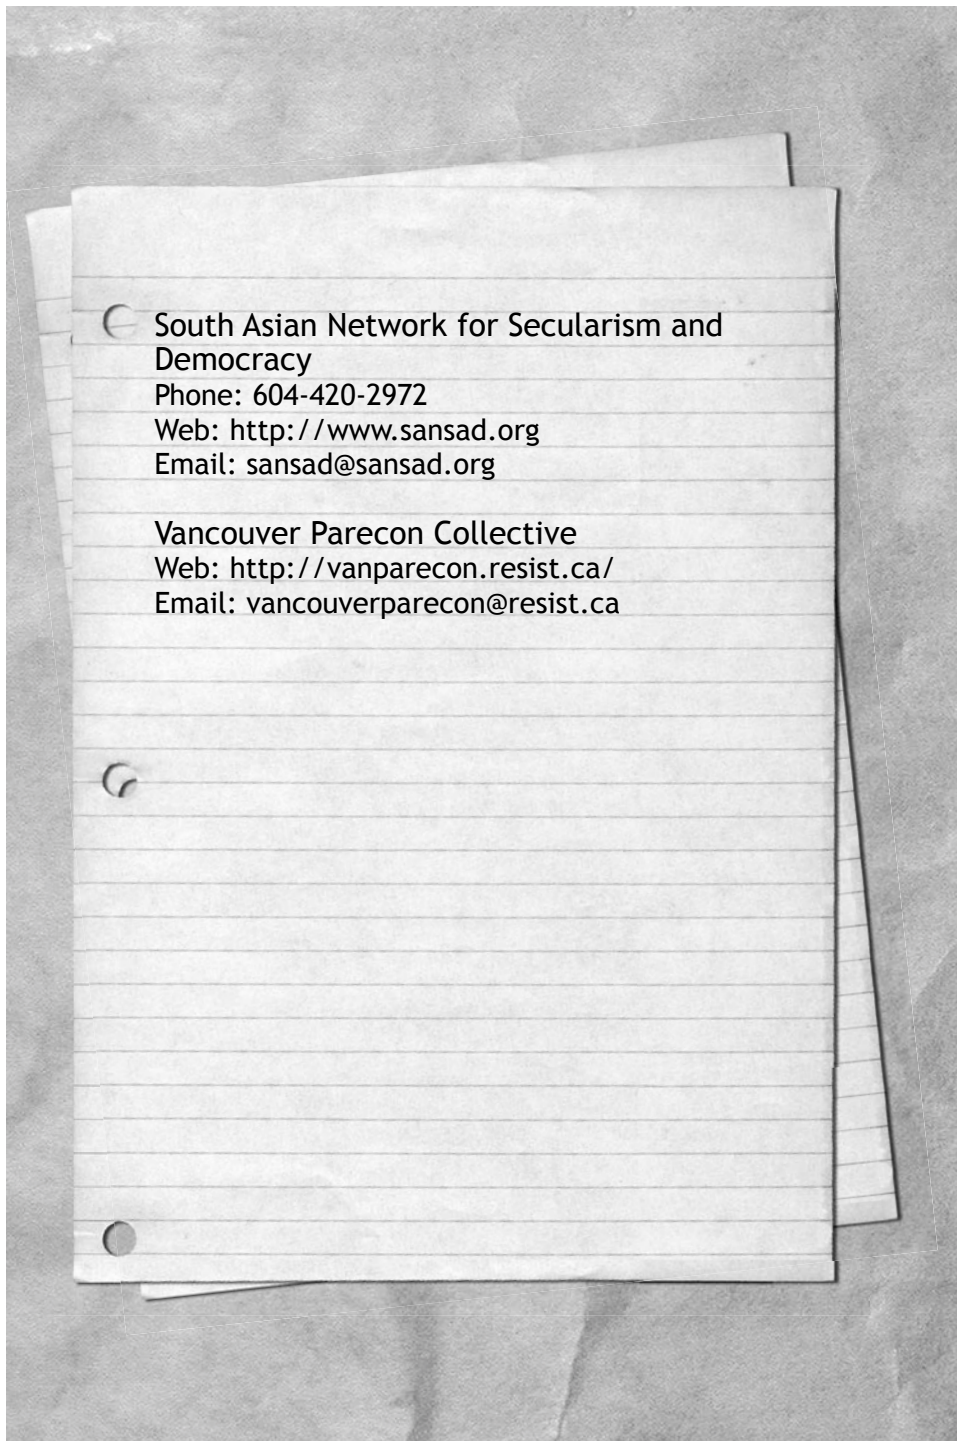 South Asian Network for Secularism and
Democracy
Phone: 604-420-2972
Web: http://www.sansad.org
Email: sansad@sansad.org
Vancouver Parecon Collective
Web: http://vanparecon.resist.ca/
Email: vancouverparecon@resist.ca